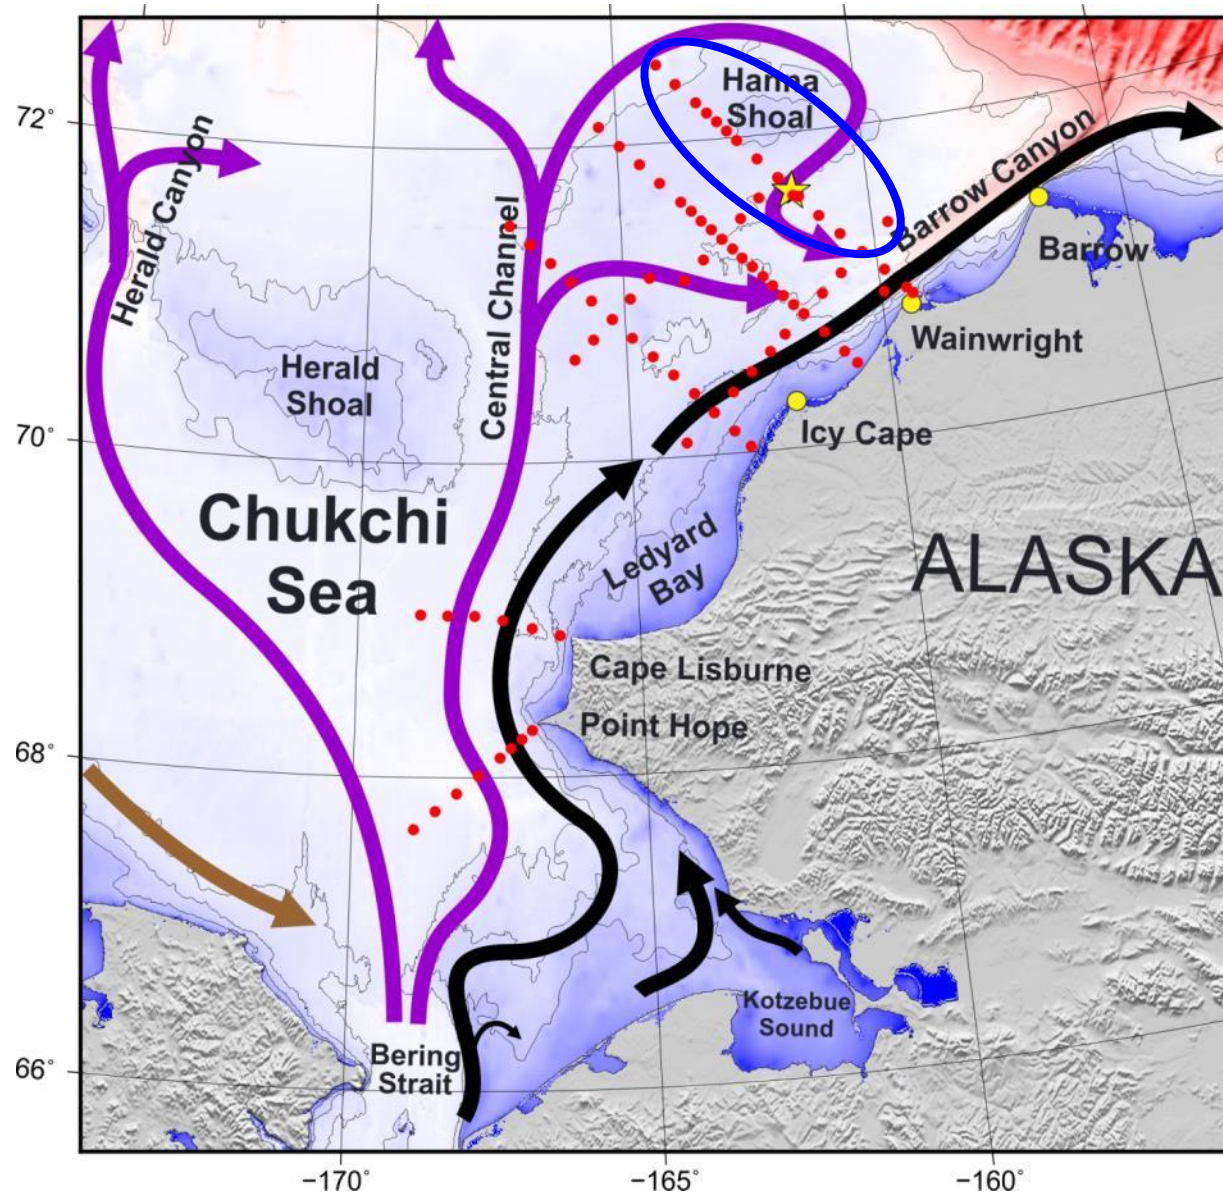 Hanna
Shoal
72°
Herald Canyon
Barrow Canyon
Central Channel
Barrow
Wainwright
Herald
Shoal
70°
Icy Cape
Chukchi
Sea
Ledyard
Bay
ALASKA
Cape Lisburne
Point Hope
68°
Kotzebue
Sound
66°
Bering
Strait
−170°
−165°
−160°